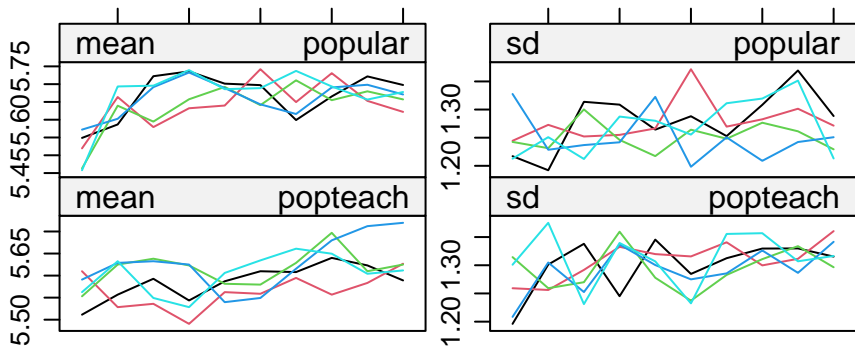 mean popular
5.45 5.60 5.75
sd popular
1.20 1.30
mean popteach
5.50 5.65
sd popteach
1.20 1.30